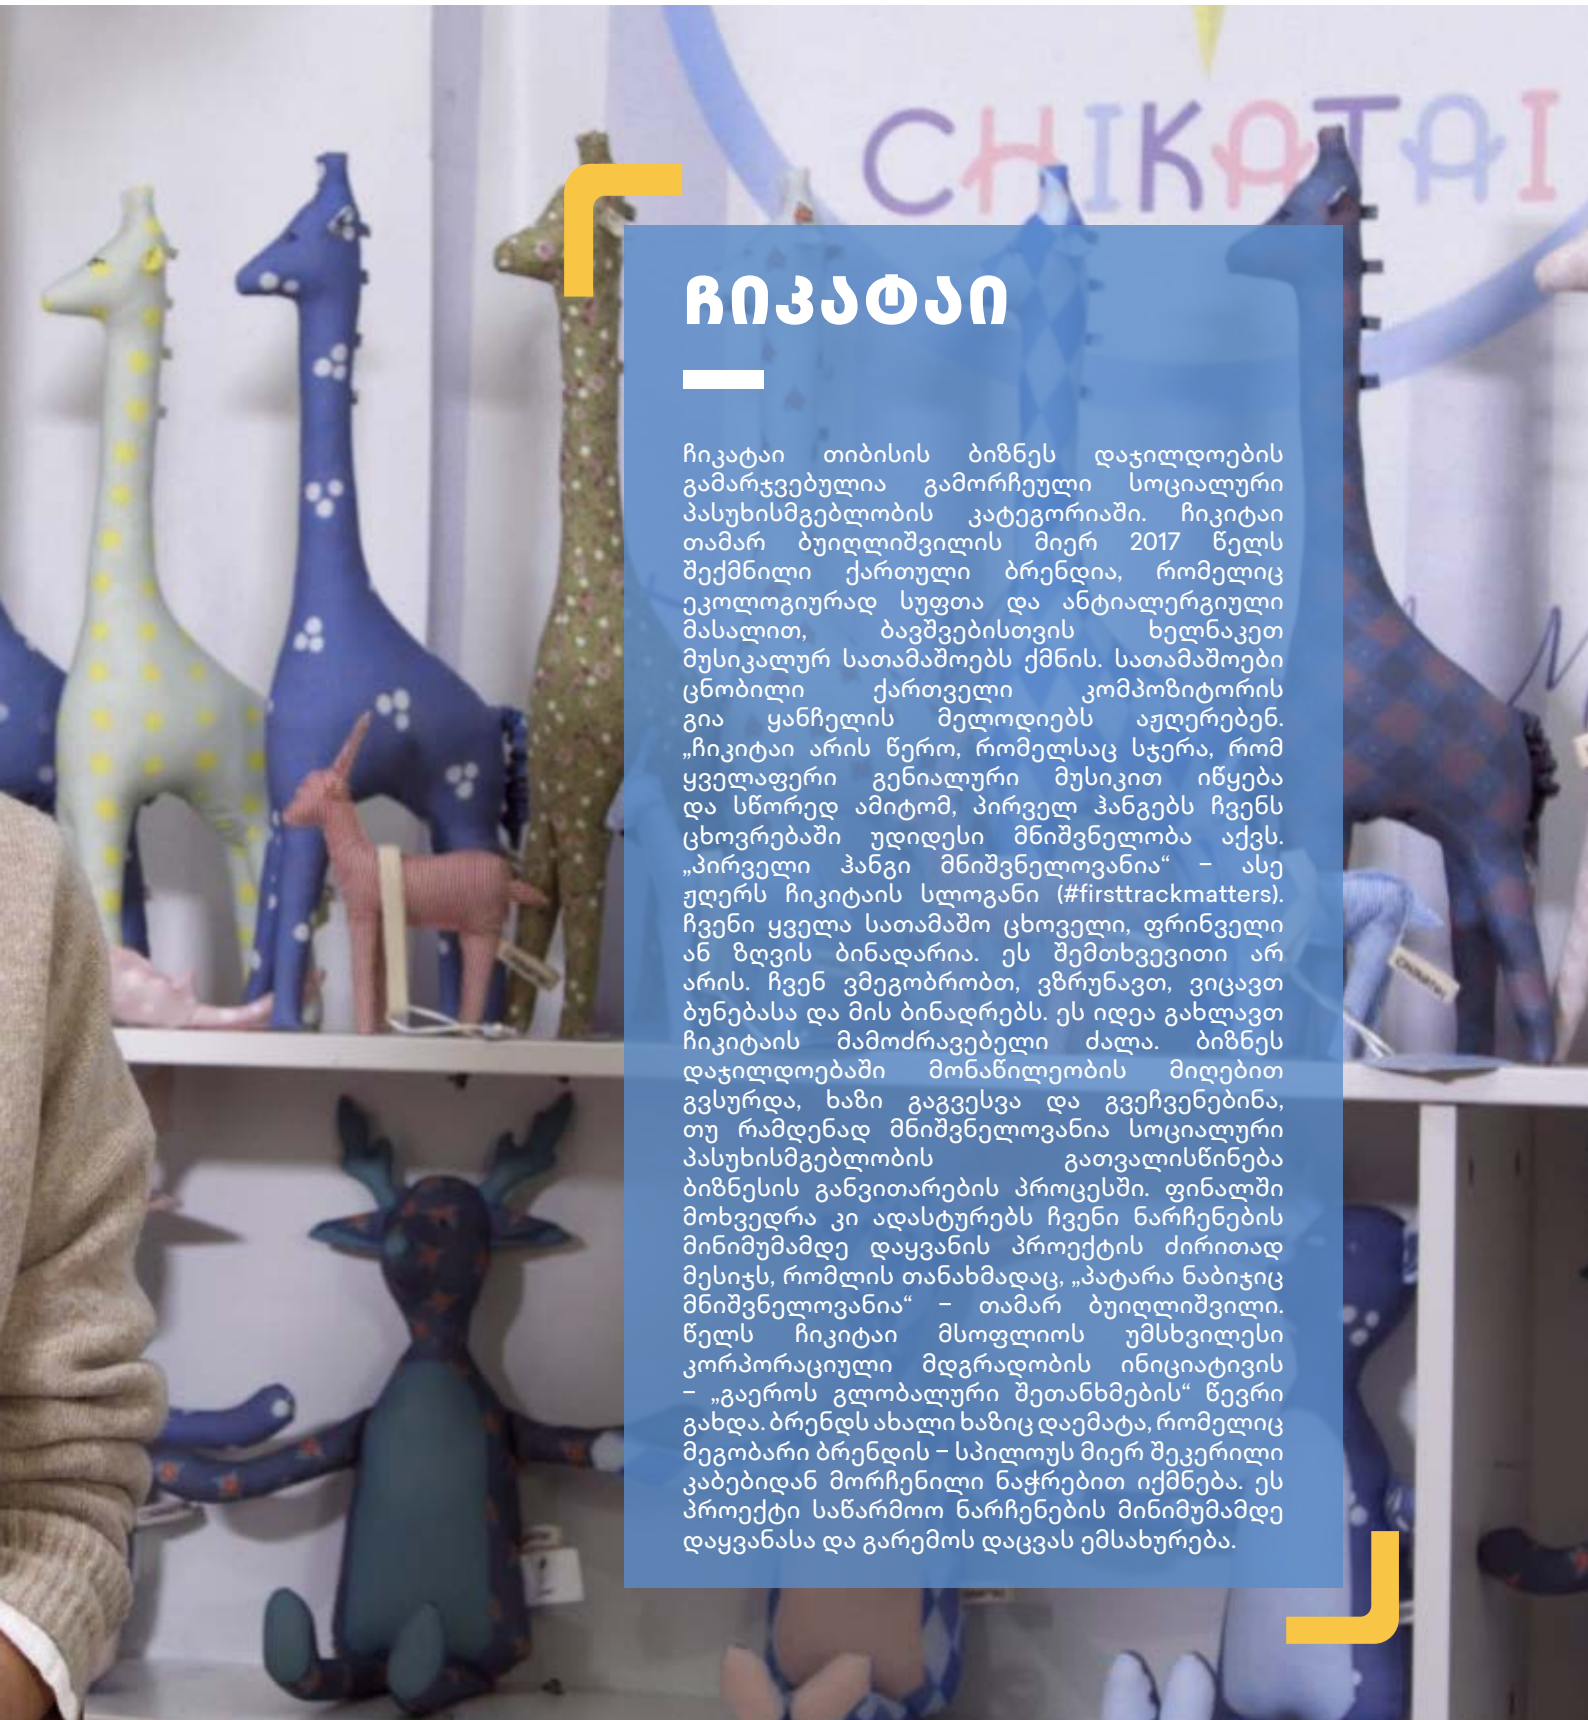 CHIKATAI
ჩიკატაი
ჩიკატაი თიბისის ბიზნეს დაჯილდოების
გამარჯვებულია გამორჩეული სოციალური
პასუხისმგებლობის კატეგორიაში. ჩიკიტაი
თამარ ბუიღლიშვილის მიერ 2017 წელს
შექმნილი ქართული ბრენდია, რომელიც
ეკოლოგიურად სუფთა და ანტიალერგიული
მასალით, ბავშვებისთვის ხელნაკეთ
მუსიკალურ სათამაშოებს ქმნის. სათამაშოები
ცნობილი ქართველი კომპოზიტორის
გია ყანჩელის მელოდიებს აჟღერებენ.
„ჩიკიტაი არის წერო, რომელსაც სჯერა, რომ
ყველაფერი გენიალური მუსიკით იწყება
და სწორედ ამიტომ, პირველ ჰანგებს ჩვენს
ცხოვრებაში უდიდესი მნიშვნელობა აქვს.
„პირველი ჰანგი მნიშვნელოვანია“ – ასე
ჟღერს ჩიკიტაის სლოგანი (#firsttrackmatters).
ჩვენი ყველა სათამაშო ცხოველი, ფრინველი
ან ზღვის ბინადარია. ეს შემთხვევითი არ
არის. ჩვენ ვმეგობრობთ, ვზრუნავთ, ვიცავთ
ბუნებასა და მის ბინადრებს. ეს იდეა გახლავთ
ჩიკიტაის მამოძრავებელი ძალა. ბიზნეს
დაჯილდოებაში მონაწილეობის მიღებით
გვსურდა, ხაზი გაგვესვა და გვეჩვენებინა,
თუ რამდენად მნიშვნელოვანია სოციალური
პასუხისმგებლობის გათვალისწინება
ბიზნესის განვითარების პროცესში. ფინალში
მოხვედრა კი ადასტურებს ჩვენი ნარჩენების
მინიმუმამდე დაყვანის პროექტის ძირითად
მესიჯს, რომლის თანახმადაც, „პატარა ნაბიჯიც
მნიშვნელოვანია“ – თამარ ბუიღლიშვილი.
წელს ჩიკიტაი მსოფლიოს უმსხვილესი
კორპორაციული მდგრადობის ინიციატივის
– „გაეროს გლობალური შეთანხმების“ წევრი
გახდა. ბრენდს ახალი ხაზიც დაემატა, რომელიც
მეგობარი ბრენდის – სპილოუს მიერ შეკერილი
კაბებიდან მორჩენილი ნაჭრებით იქმნება. ეს
პროექტი საწარმოო ნარჩენების მინიმუმამდე
დაყვანასა და გარემოს დაცვას ემსახურება.